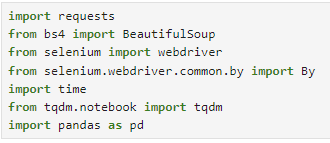 import requests
from bs4 import BeautifulSoup
from selenium import webdriver
from selenium.webdriver.common.by import By
import time
from tqdm.notebook import tqdm
import pandas as pd